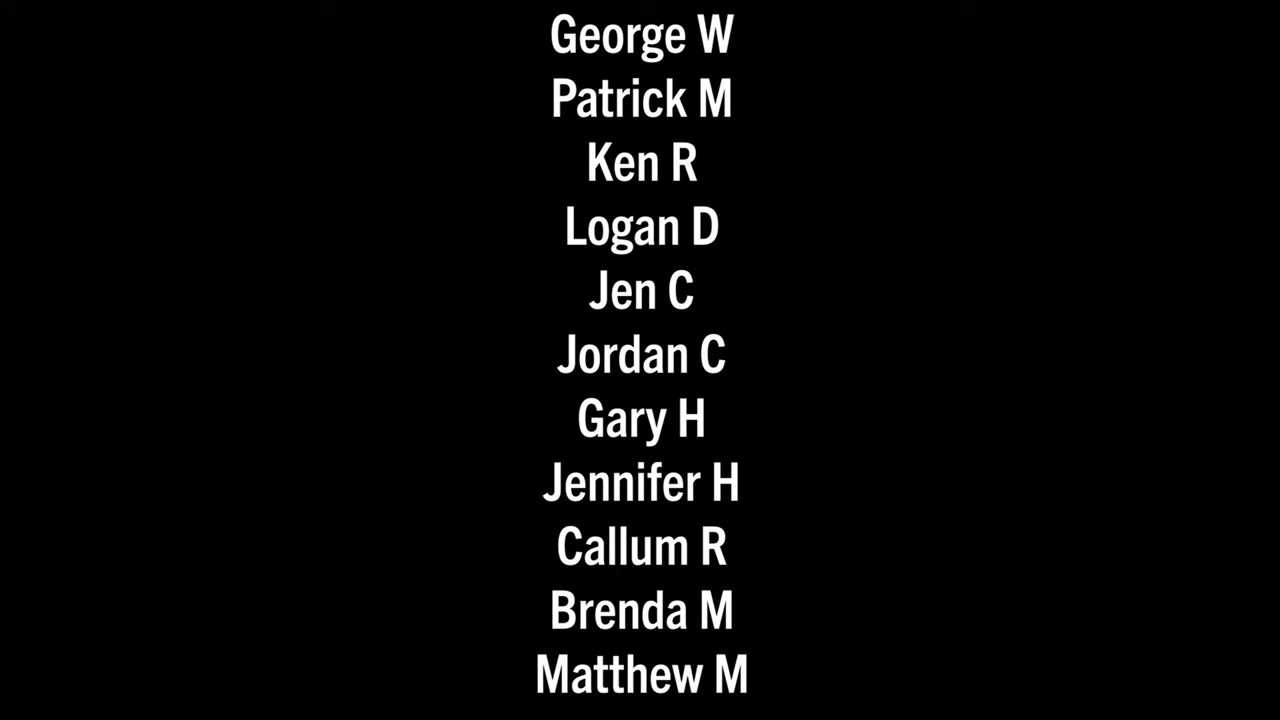 George W
Patrick M
Ken R
Logan D
Jen C
Jordan C
Gary H
Jennifer H
Callum R
Brenda M
Matthew M